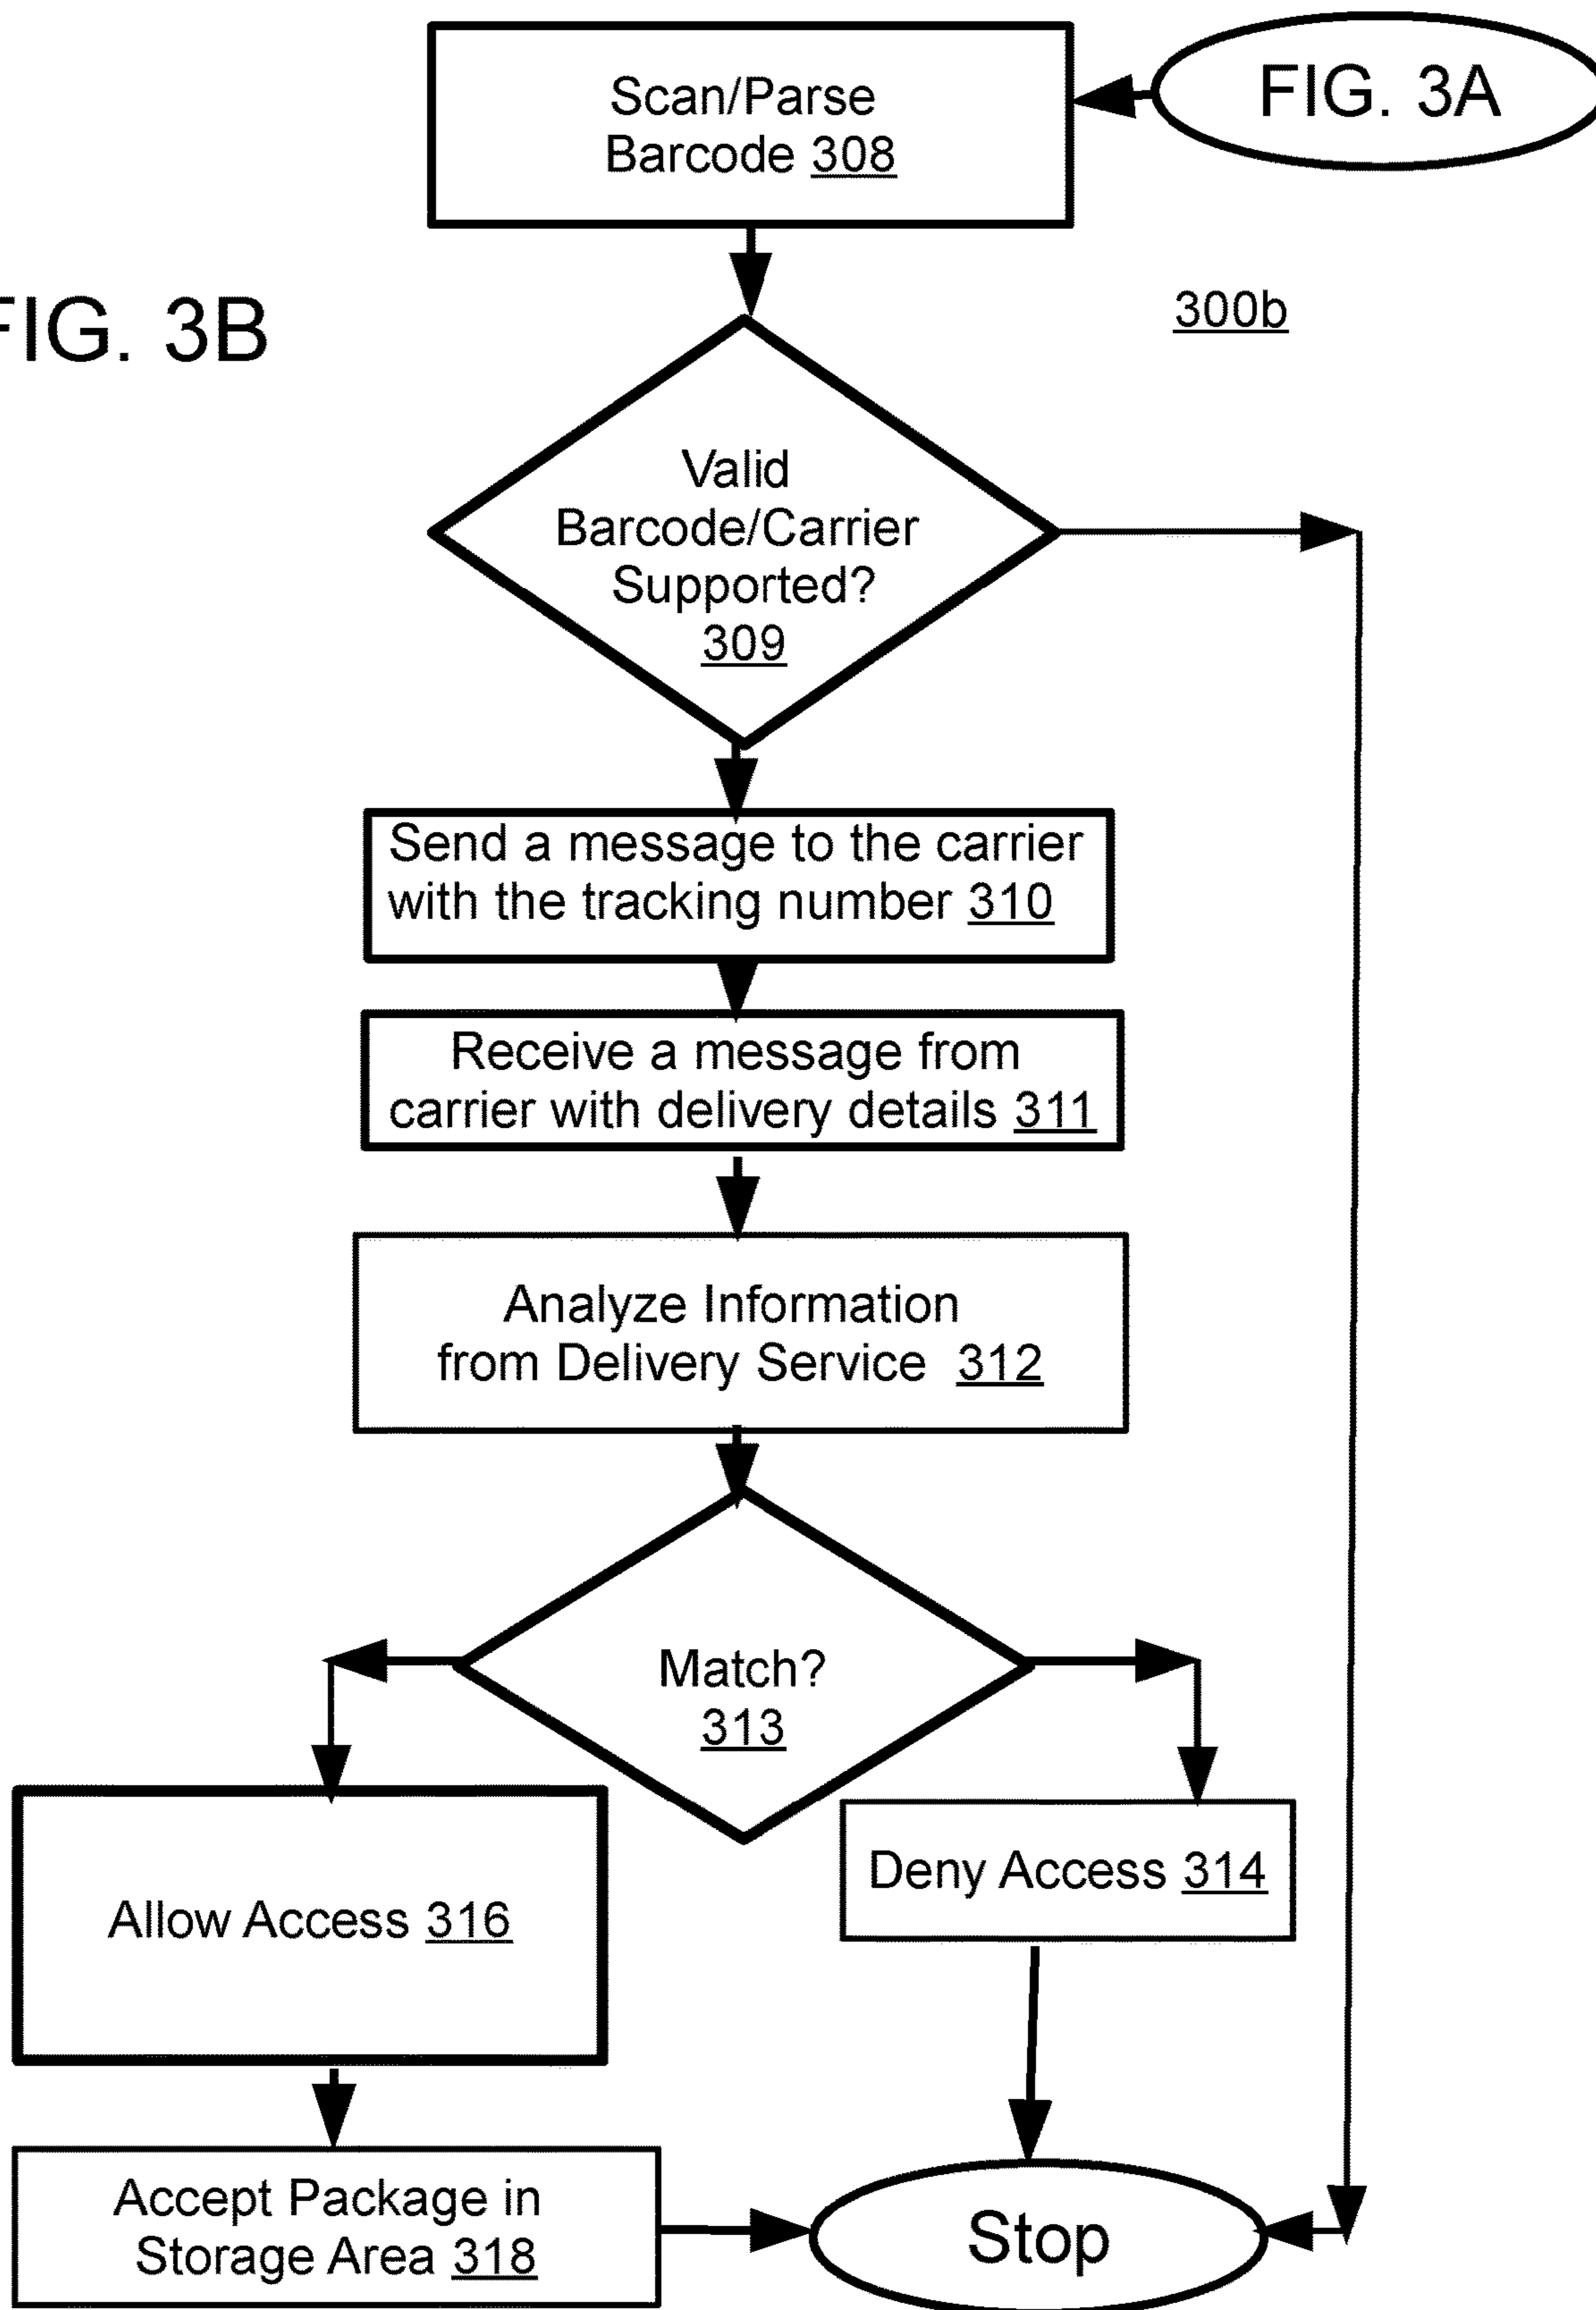 Scan/Parse
Barcode 308
FIG. 3A
FIG. 3B
300b
Valid
Barcode/Carrier
Supported?
309
Send a message to the carrier
with the tracking number 310
Receive a message from
carrier with delivery details 311
Analyze Information
from Delivery Service 312
Match?
313
Allow Access 316
Deny Access 314
Accept Package in
Storage Area 318
Stop